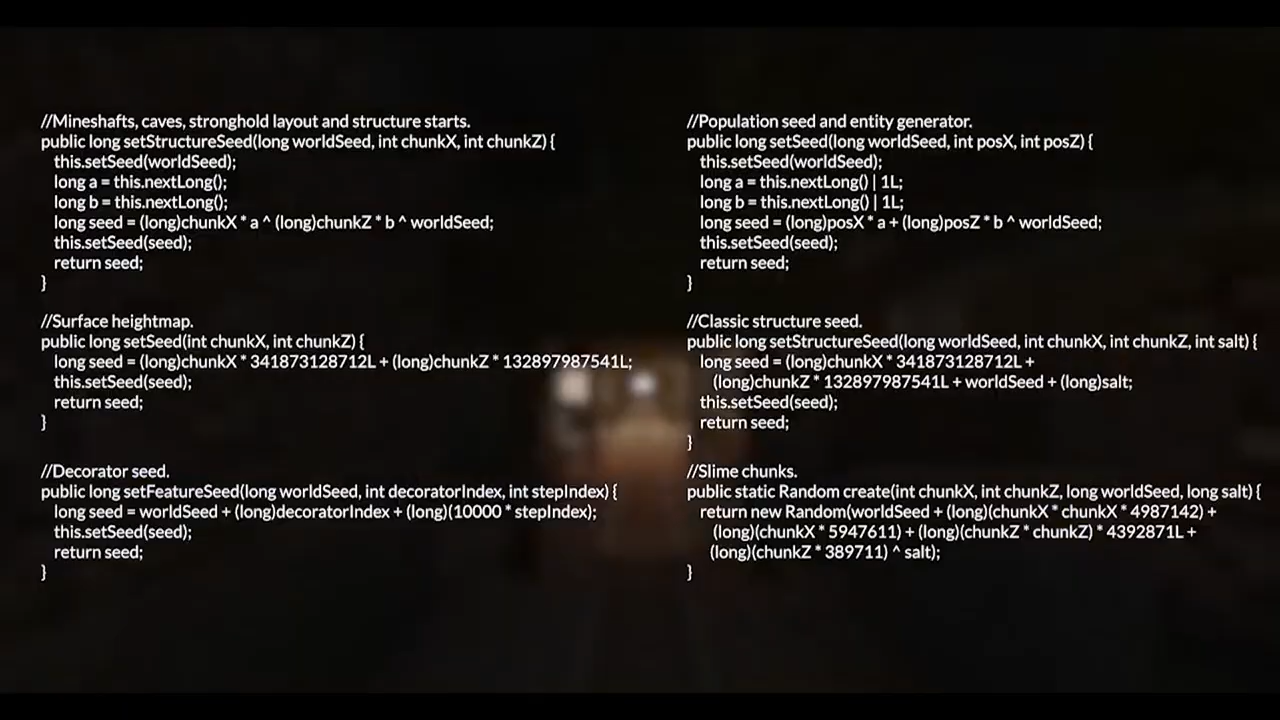 //Mineshafts, caves, stronghold layout and structure starts.
public long setStructureSeed(long worldSeed, int chunkX, int chunkZ) {
this.setSeed(worldSeed);
long a = this.nextLong();
long b = this.nextLong();
long seed = (long)chunkX * a ^ (long)chunkZ * b ^ worldSeed;
this.setSeed(seed);
return seed;
}
//Surface heightmap.
public long setSeed(int chunkX, int chunkZ) {
long seed = (long)chunkX * 341873128712L + (long)chunkZ * 132897987541L;
this.setSeed(seed);
return seed;
}
//Decorator seed.
public long setFeatureSeed(long worldSeed, int decoratorIndex, int stepIndex) {
long seed = worldSeed + (long)decoratorIndex + (long)(10000 * stepIndex);
this.setSeed(seed);
return seed;
}
//Population seed and entity generator.
public long setSeed(long worldSeed, int posX, int posZ) {
this.setSeed(worldSeed);
long a = this.nextLong() | 1L;
long b = this.nextLong() | 1L;
long seed = (long)posX * a + (long)posZ * b ^ worldSeed;
this.setSeed(seed);
return seed;
}
//Classic structure seed.
public long setStructureSeed(long worldSeed, int chunkX, int chunkZ, int salt) {
long seed = (long)chunkX * 341873128712L +
(long)chunkZ * 132897987541L + worldSeed + (long)salt;
this.setSeed(seed);
return seed;
}
//Slime chunks.
public static Random create(int chunkX, int chunkZ, long worldSeed, long salt) {
return new Random(worldSeed + (long)(chunkX * chunkX * 4987142) +
(long)(chunkX * 5947611) + (long)(chunkZ * chunkZ) * 4392871L +
(long)(chunkZ * 389711) ^ salt);
}